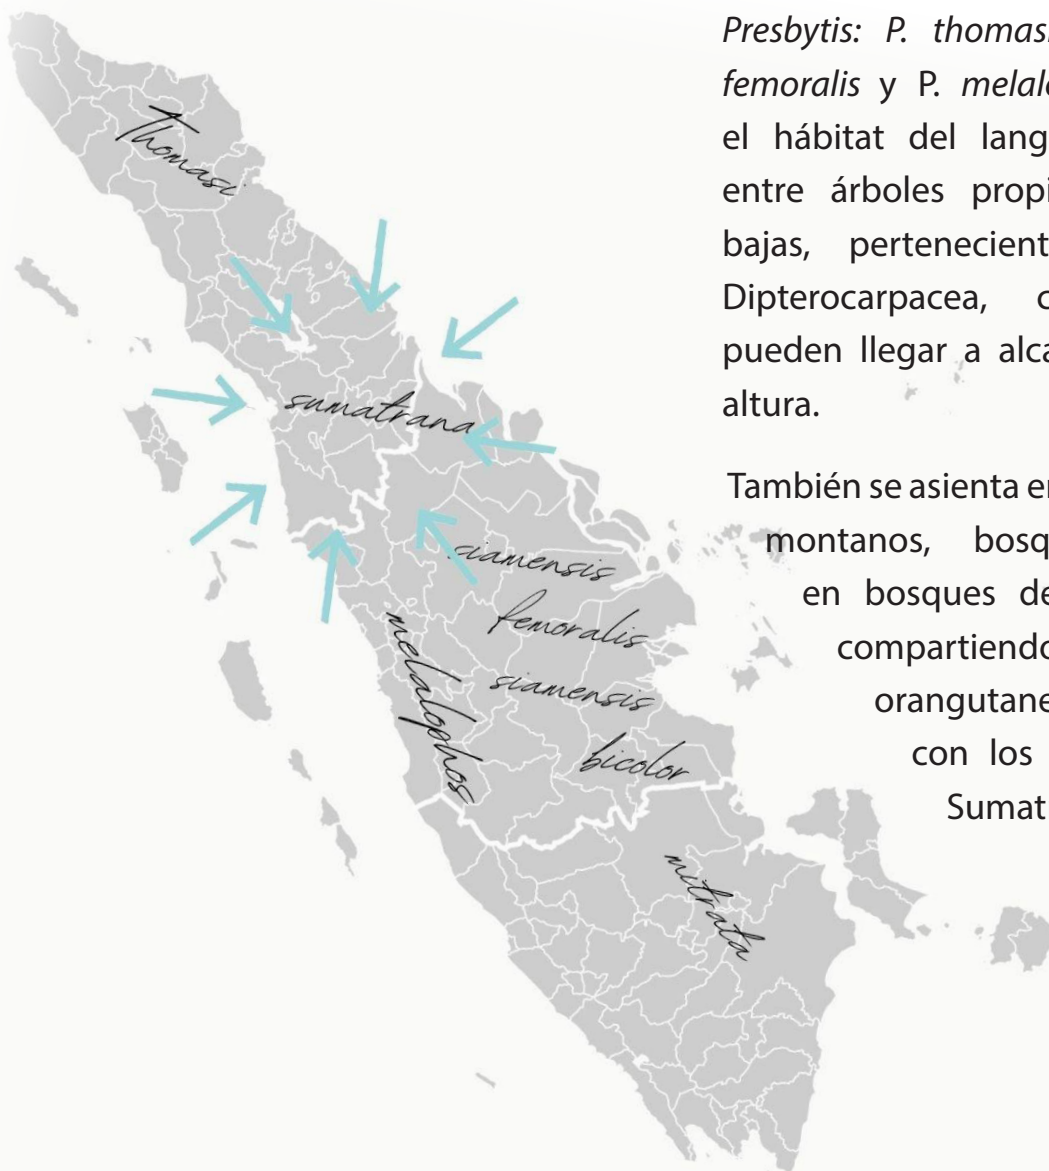 Presbytis: P. thomasi
femoralis y P. melalo
el hábitat del lang
entre árboles propi
bajas, pertenecient
Dipterocarpacea, c
pueden llegar a alca
altura.
También se asienta en
montanos, bosq
en bosques de
compartiendo
orangutane
con los
Sumat
Thomasi
sumatrana
siamensis
femoralis
siamensis
melalophos
bicolor
mitrata